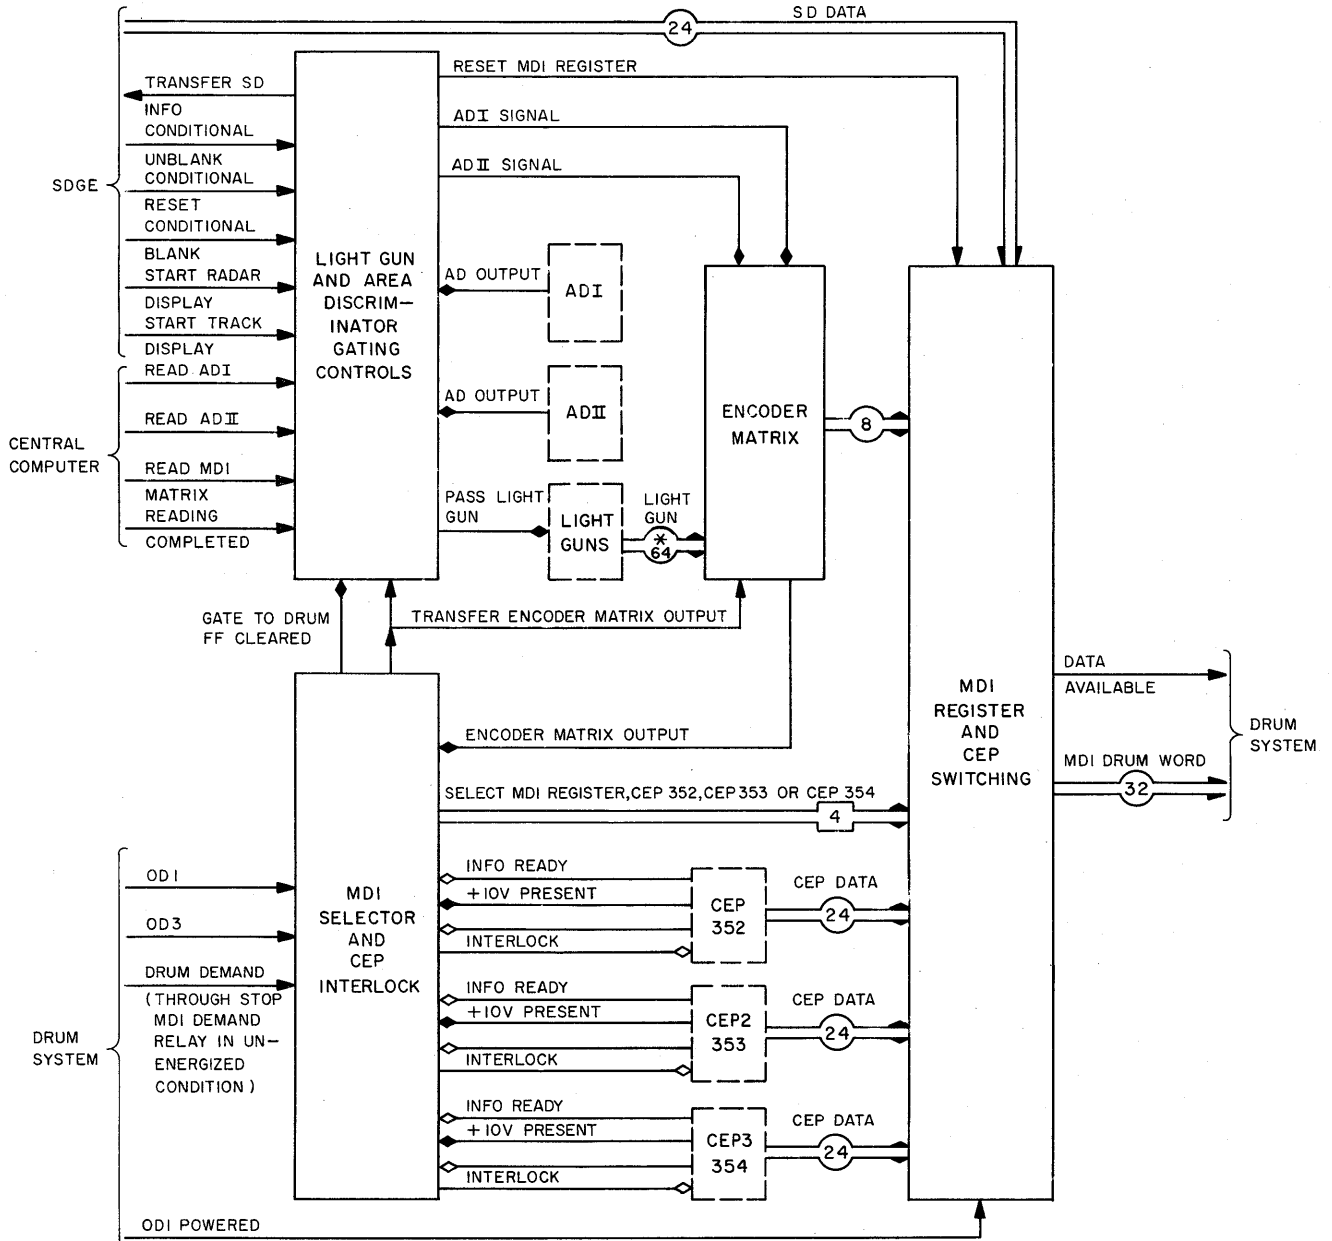 SD DATA
24
TRANSFER SD
INFO
CONDITIONAL
UNBLANK
CONDITIONAL
RESET
CONDITIONAL
BLANK
START RADAR
DISPLAY
START TRACK
DISPLAY
SDGE
READ ADI
READ ADII
READ MDI
MATRIX
READING
COMPLETED
CENTRAL
COMPUTER
LIGHT GUN
AND AREA
DISCRIM-
INATOR
GATING
CONTROLS
RESET MDI REGISTER
ADI SIGNAL
ADII SIGNAL
AD OUTPUT
ADI
AD OUTPUT
ADII
PASS LIGHT
GUN
LIGHT
GUNS
LIGHT
GUN
*
64
ENCODER
MATRIX
8
GATE TO DRUM
FF CLEARED
TRANSFER ENCODER MATRIX OUTPUT
MDI
REGISTER
AND
CEP
SWITCHING
DATA
AVAILABLE
MDI DRUM WORD
32
DRUM
SYSTEM
ENCODER MATRIX OUTPUT
SELECT MDI REGISTER,CEP 352,CEP353 OR CEP 354
4
OD1
OD3
DRUM DEMAND
(THROUGH STOP
MDI DEMAND
RELAY IN UN-
ENERGIZED
CONDITION)
DRUM
SYSTEM
MDI
SELECTOR
AND
CEP
INTERLOCK
INFO READY
+10V PRESENT
INTERLOCK
CEP
352
CEP DATA
24
INFO READY
+10V PRESENT
INTERLOCK
CEP2
353
CEP DATA
24
INFO READY
+10V PRESENT
INTERLOCK
CEP3
354
CEP DATA
24
OD1 POWERED